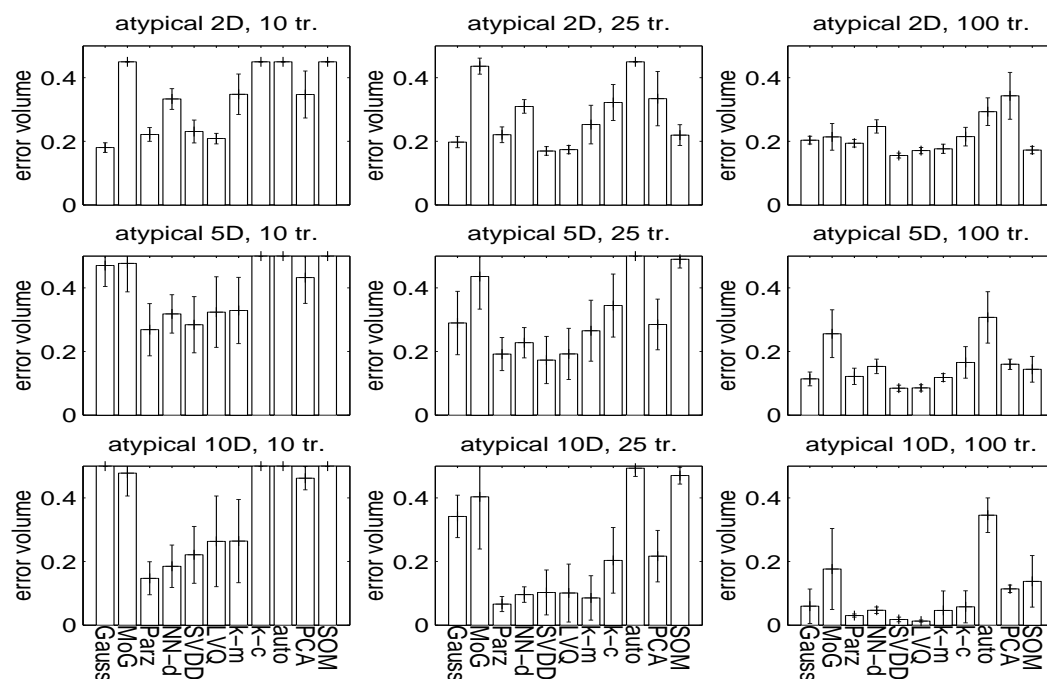 atypical 2D, 10 tr.
atypical 2D, 25 tr.
atypical 2D, 100 tr.
error volume
0.4
0.2
0
error volume
0.4
0.2
0
error volume
0.4
0.2
0
atypical 5D, 10 tr.
atypical 5D, 25 tr.
atypical 5D, 100 tr.
error volume
0.4
0.2
0
error volume
0.4
0.2
0
error volume
0.4
0.2
0
atypical 10D, 10 tr.
atypical 10D, 25 tr.
atypical 10D, 100 tr.
error volume
0.4
0.2
0
error volume
0.4
0.2
0
error volume
0.4
0.2
0
Gauss
MoG
Parz
NN-d
SVDD
LVQ
k-m
k-c
auto
PCA
SOM
Gauss
MoG
Parz
NN-d
SVDD
LVQ
k-m
k-c
auto
PCA
SOM
Gauss
MoG
Parz
NN-d
SVDD
LVQ
k-m
k-c
auto
PCA
SOM